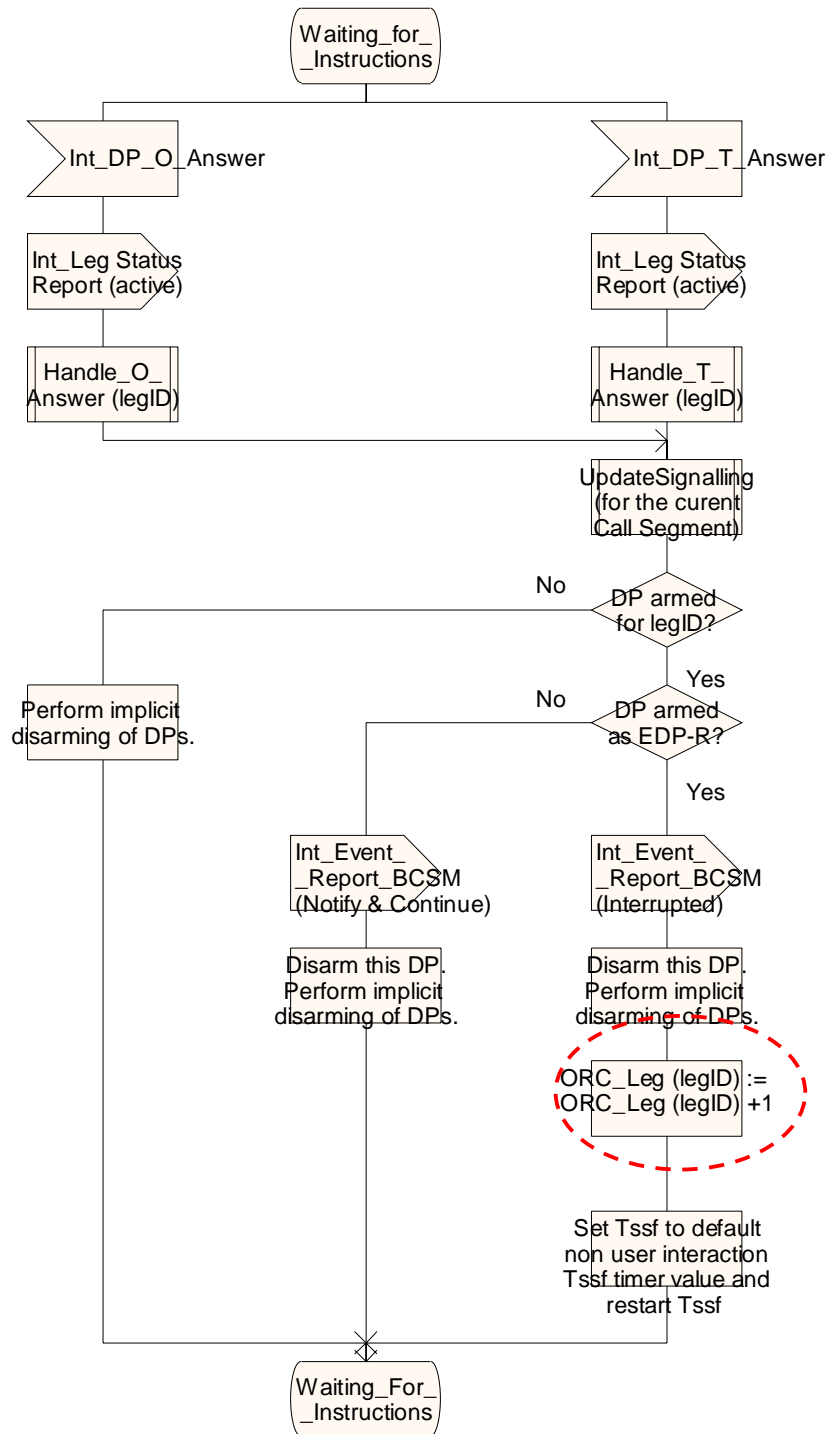 Waiting_for_
_Instructions
Int_DP_O_Answer
Int_DP_T_Answer
Int_Leg Status
Report (active)
Int_Leg Status
Report (active)
Handle_O_
Answer (legID)
Handle_T_
Answer (legID)
UpdateSignalling
(for the curent
Call Segment)
No
DP armed
for legID?
Yes
Perform implicit
disarming of DPs.
No
DP armed
as EDP-R?
Yes
Int_Event_
_Report_BCSM
(Notify & Continue)
Int_Event_
_Report_BCSM
(Interrupted)
Disarm this DP.
Perform implicit
disarming of DPs.
Disarm this DP.
Perform implicit
disarming of DPs.
ORC_Leg (legID) :=
ORC_Leg (legID) +1
Set Tssf to default
non user interaction
Tssf timer value and
restart Tssf
Waiting_For_
_Instructions